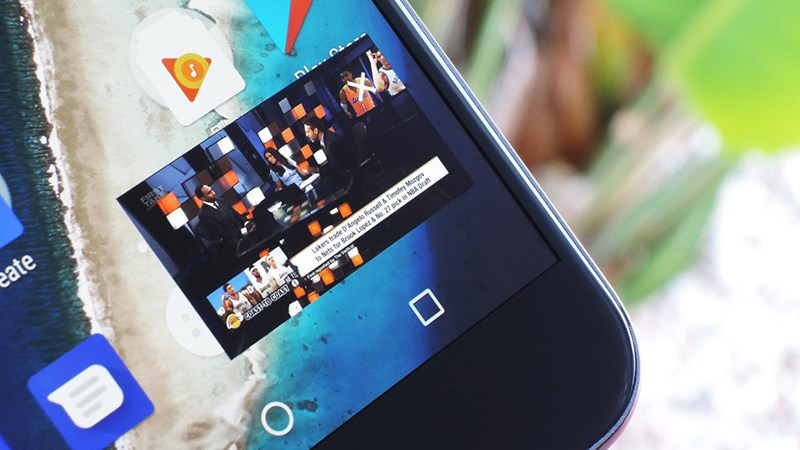 Play Store
FIRST
TAKE
Lakers trade D'Angelo Russell & Timofey Mozgov
to Nets for Brook Lopez & No. 27 pick in NBA Draft
COAST TO COAST
eate